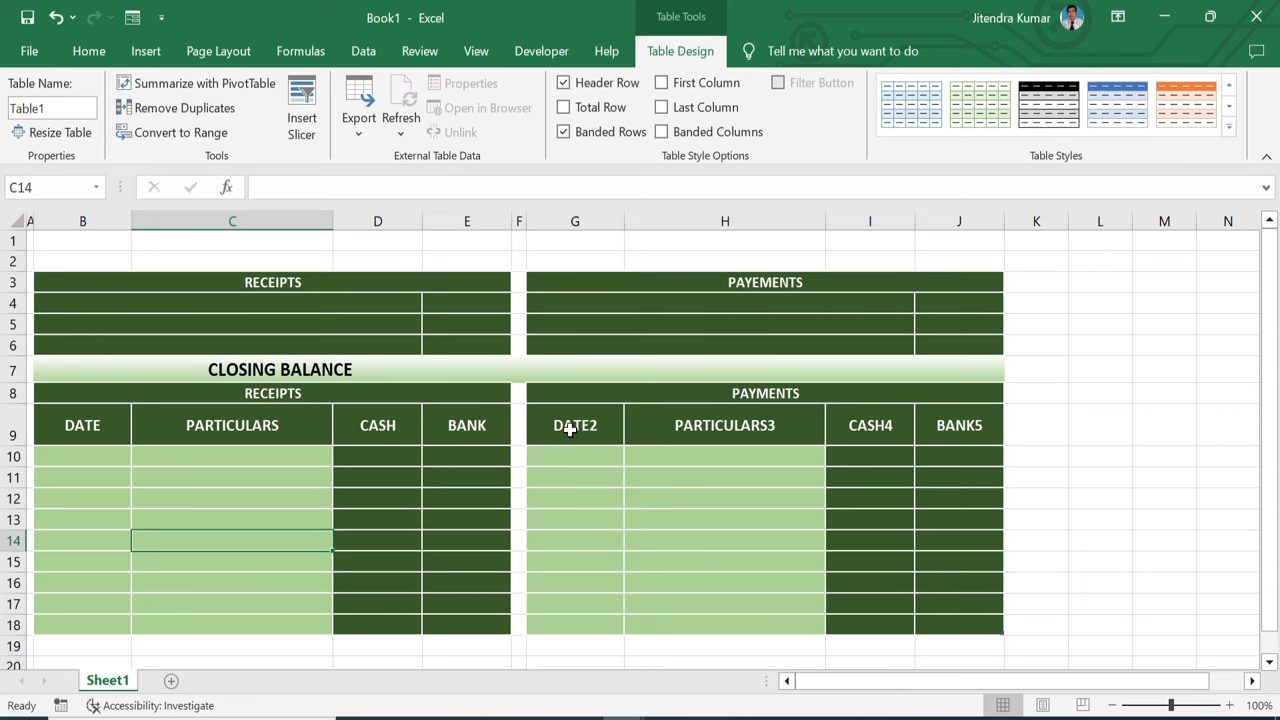 Book1 - Excel
Table Tools
Jitendra Kumar
File
Home
Insert
Page Layout
Formulas
Data
Review
View
Developer
Help
Table Design
Tell me what you want to do
Table Name:
Table1
Resize Table
Properties
Summarize with PivotTable
Remove Duplicates
Convert to Range
Insert
Slicer
Tools
Export
Refresh
Properties
Open in Browser
Unlink
External Table Data
Header Row
Total Row
Banded Rows
First Column
Last Column
Banded Columns
Filter Button
Table Style Options
Table Styles
C14
fx
A B C D E F G H I J K L M N
1
2
3 RECEIPTS PAYEMENTS
4
5
6
7 CLOSING BALANCE
8 RECEIPTS PAYMENTS
9 DATE PARTICULARS CASH BANK DATE2 PARTICULARS3 CASH4 BANK5
10
11
12
13
14
15
16
17
18
19
20
Sheet1
Ready
Accessibility: Investigate
100%